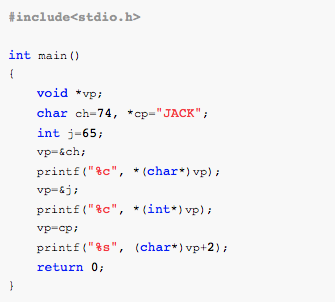 #include<stdio.h>
int main()
{
    void *vp;
    char ch=74, *cp="JACK";
    int j=65;
    vp=&ch;
    printf("%c", *(char*)vp);
    vp=&j;
    printf("%c", *(int*)vp);
    vp=cp;
    printf("%s", (char*)vp+2);
    return 0;
}